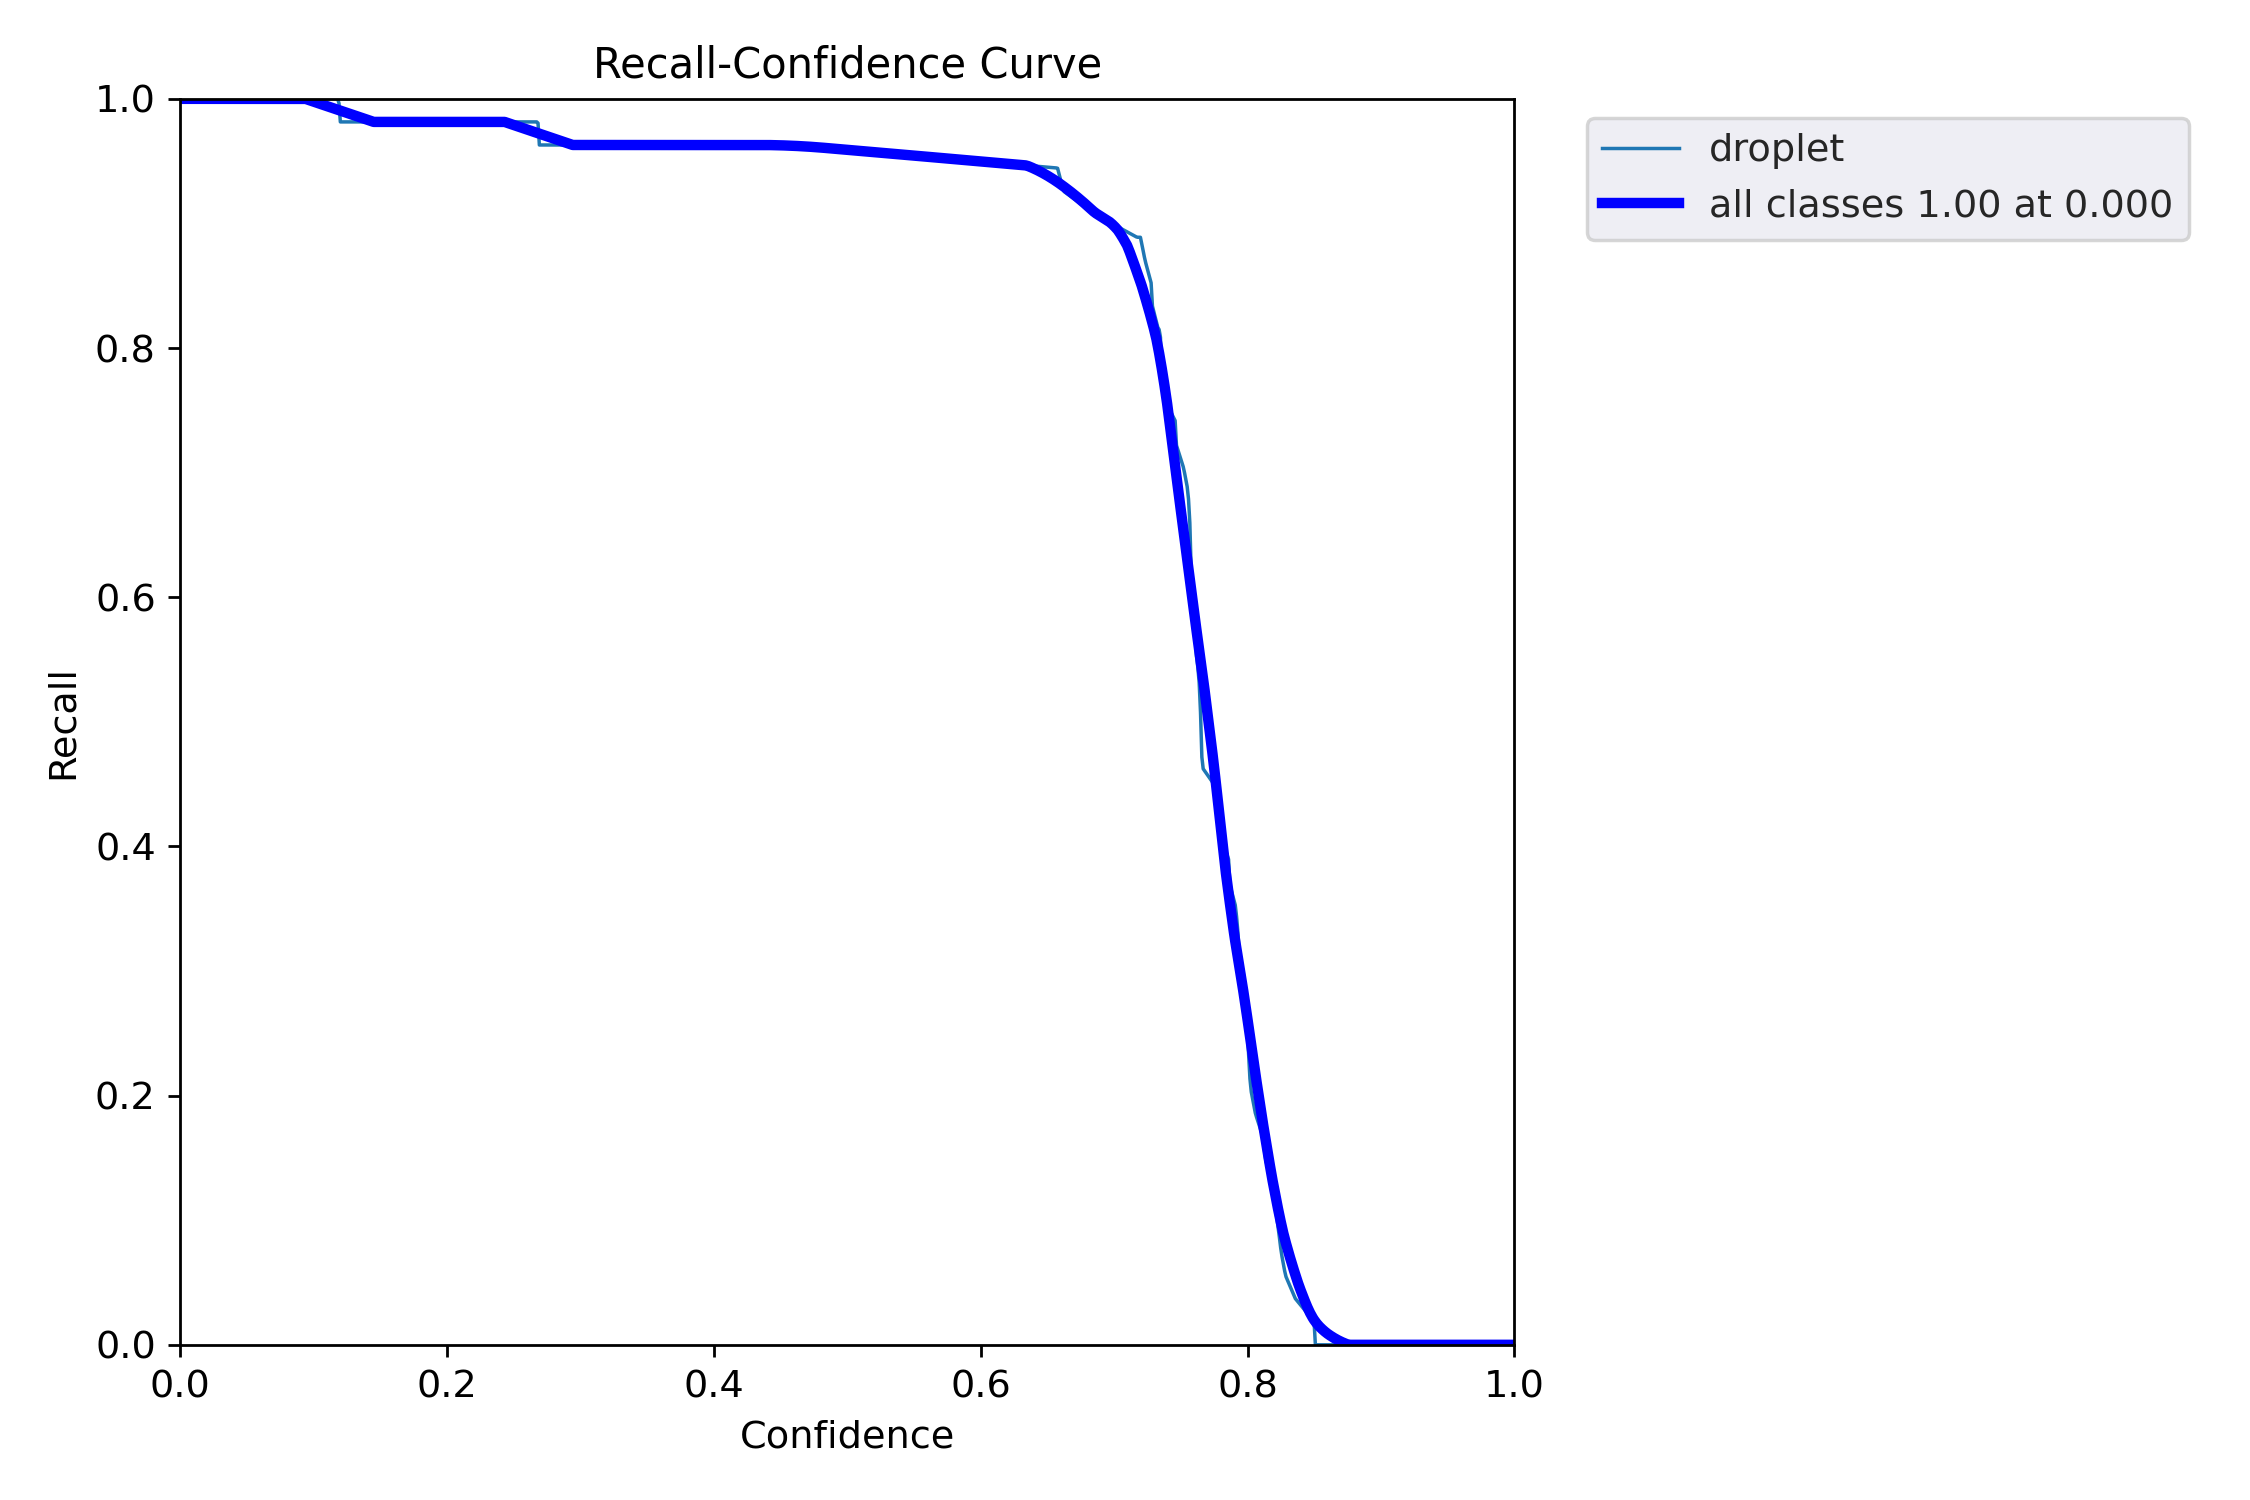 Recall-Confidence Curve
droplet
all classes 1.00 at 0.000
Recall
1.0
0.8
0.6
0.4
0.2
0.0
0.0 0.2 0.4 0.6 0.8 1.0
Confidence